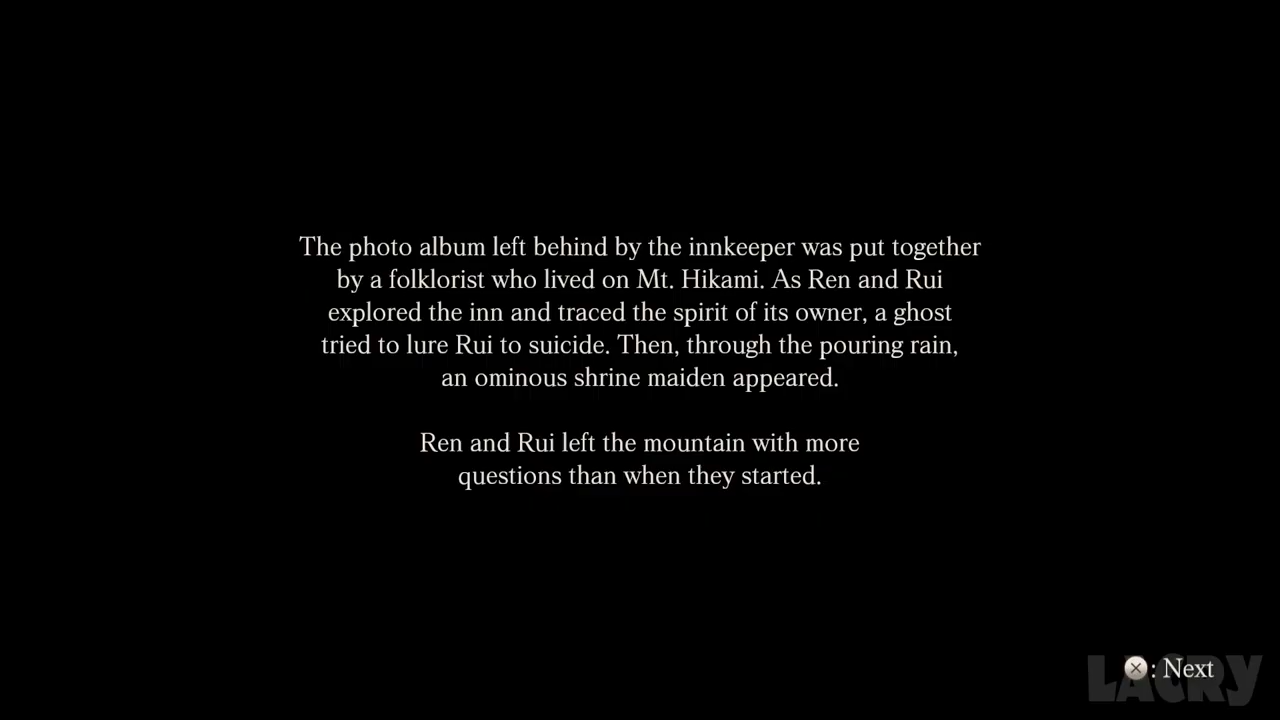 The photo album left behind by the innkeeper was put together
by a folklorist who lived on Mt. Hikami. As Ren and Rui
explored the inn and traced the spirit of its owner, a ghost
tried to lure Rui to suicide. Then, through the pouring rain,
an ominous shrine maiden appeared.
Ren and Rui left the mountain with more
questions than when they started.
: Next
LACRY